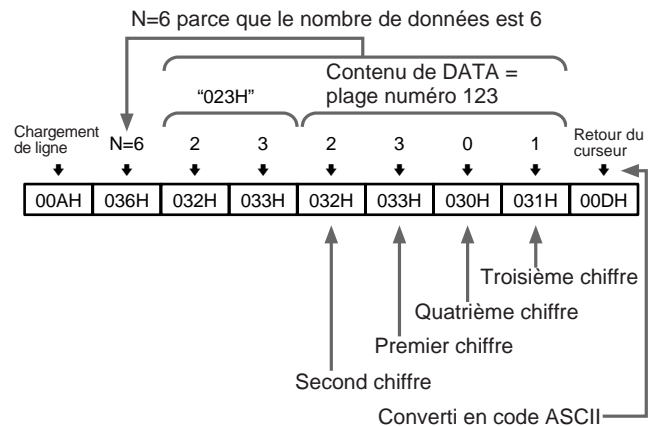 N=6 parce que le nombre de données est 6
Contenu de DATA =
"023H" plage numéro 123
Chargement
de ligne N=6 2 3 2 3 0 1 Retour du
curseur
00AH 036H 032H 033H 032H 033H 030H 031H 00DH
Troisième chiffre
Quatrième chiffre
Premier chiffre
Second chiffre
Converti en code ASCII